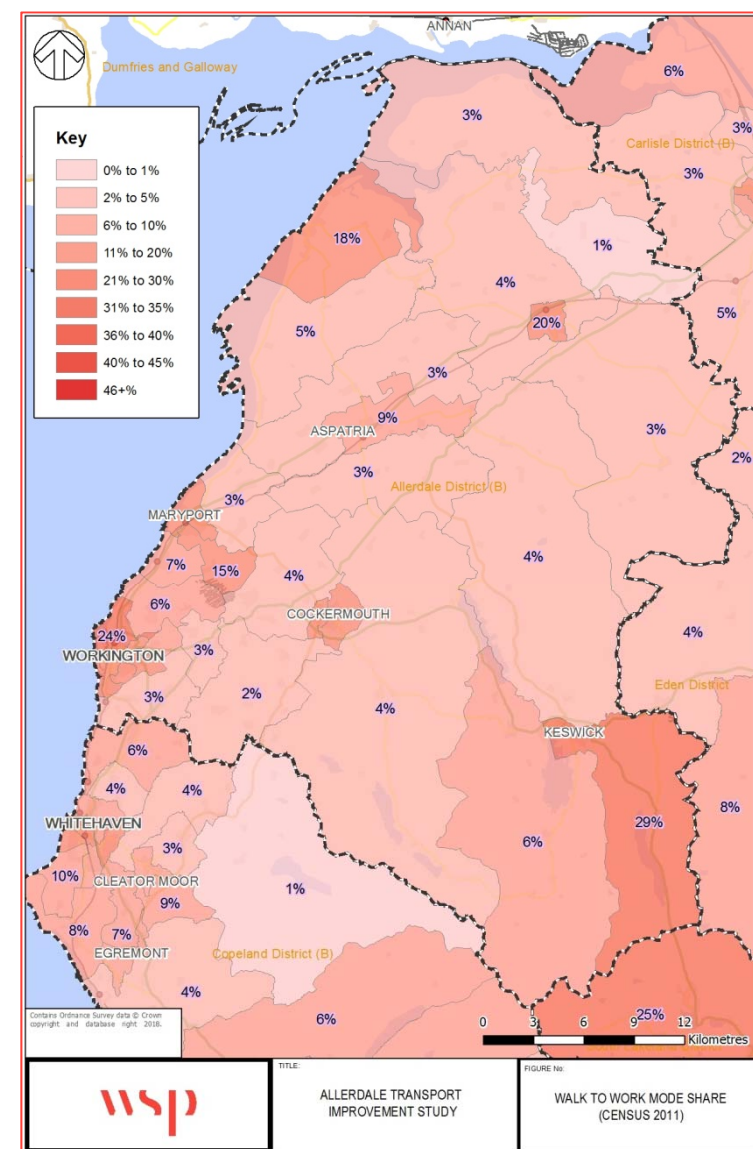 ANNAN
Dumfries and Galloway
6%
Key
0% to 1%
2% to 5%
6% to 10%
11% to 20%
21% to 30%
31% to 35%
36% to 40%
40% to 45%
46+%
3%
3%
Carlisle District (B)
3%
18%
1%
4%
5%
20%
5%
3%
9%
ASPATRIA
3%
2%
3%
Allerdale District (B)
3%
MARYPORT
7%
15%
4%
4%
6%
COCKERMOUTH
24%
WORKINGTON
3%
4%
3%
2%
4%
Eden District
KESWICK
6%
4%
4%
WHITEHAVEN
29%
8%
3%
6%
10%
CLEATOR MOOR
1%
9%
8%
7%
EGREMONT
Copeland District (B)
4%
6%
25%
Contains Ordnance Survey data © Crown
copyright and database right 2018.
0 3 6 9 12
Kilometres
wsp
TITLE:
ALLERDALE TRANSPORT
IMPROVEMENT STUDY
FIGURE No:
WALK TO WORK MODE SHARE
(CENSUS 2011)